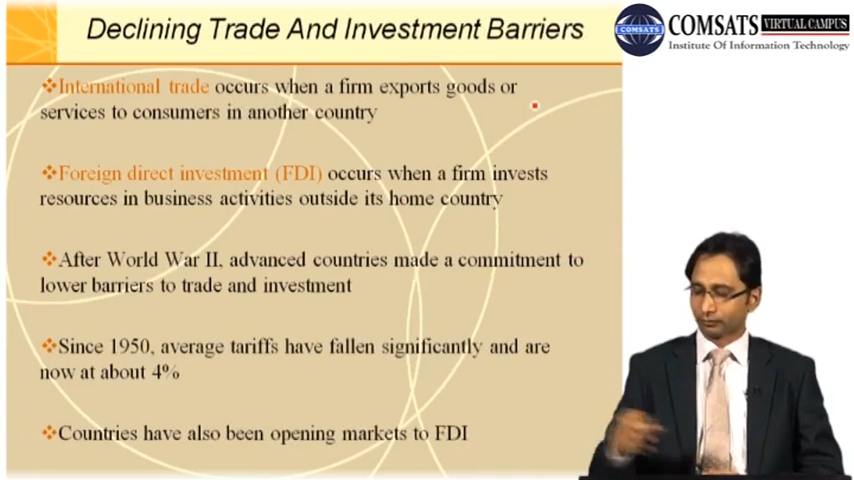 Declining Trade And Investment Barriers
COMSATS VIRTUAL CAMPUS
Institute Of Information Technology
COMSATS
❖International trade occurs when a firm exports goods or
services to consumers in another country
❖Foreign direct investment (FDI) occurs when a firm invests
resources in business activities outside its home country
❖After World War II, advanced countries made a commitment to
lower barriers to trade and investment
❖Since 1950, average tariffs have fallen significantly and are
now at about 4%
❖Countries have also been opening markets to FDI